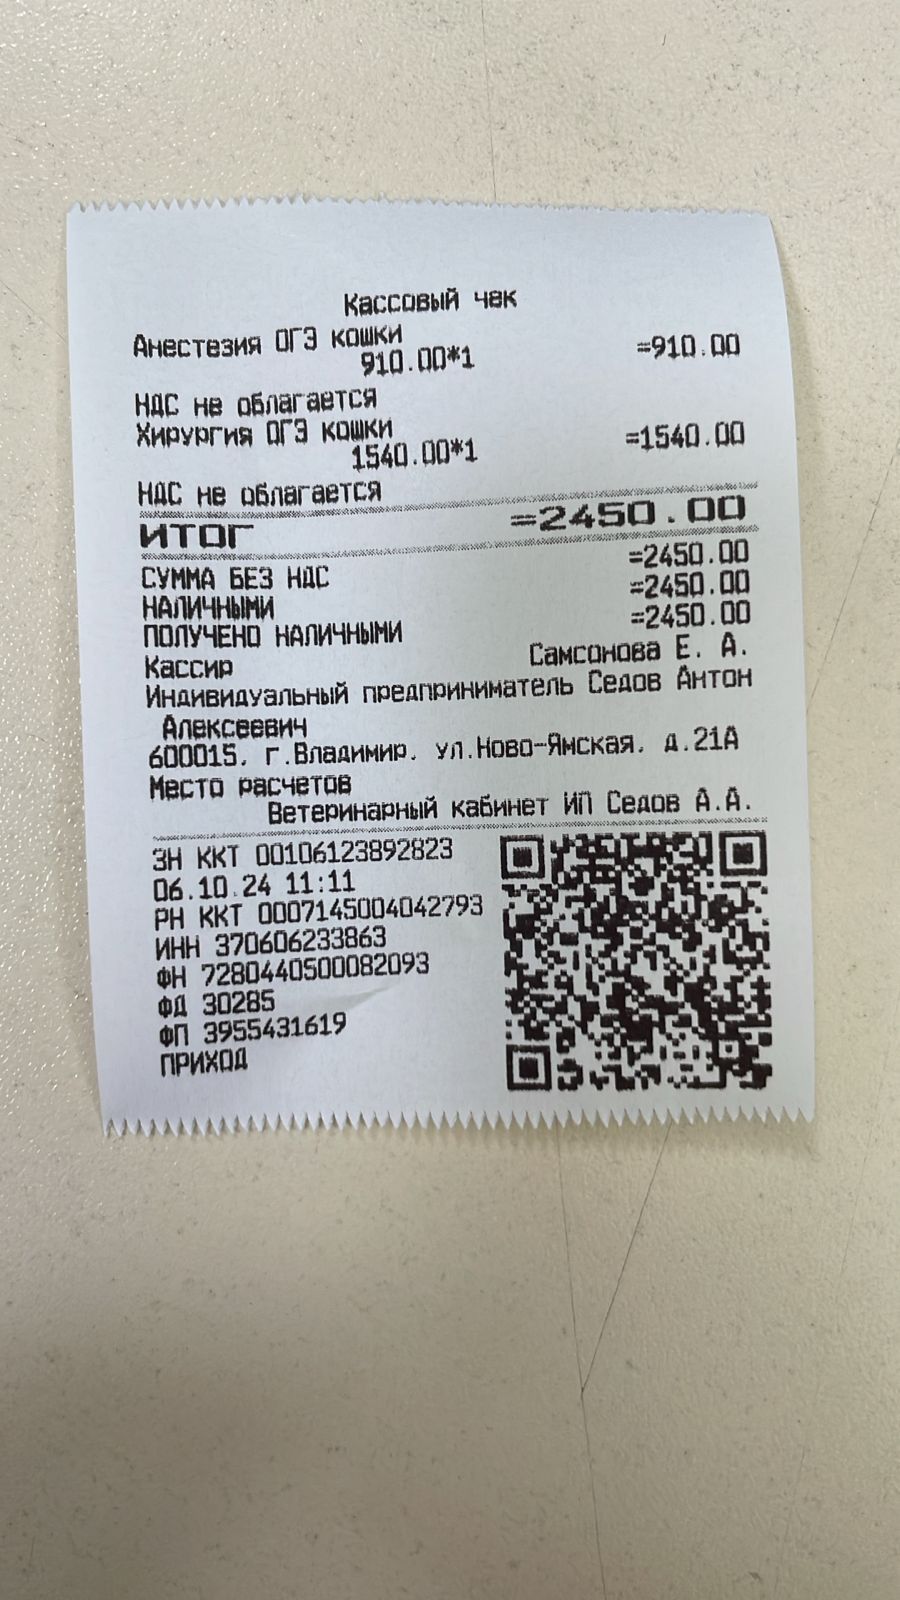 Кассовый чек
Анестезия ОГЭ кошки
910.00*1 =910.00
НДС не облагается
Хирургия ОГЭ кошки
1540.00*1 =1540.00
НДС не облагается
ИТОГ =2450.00
СУММА БЕЗ НДС =2450.00
НАЛИЧНЫМИ =2450.00
ПОЛУЧЕНО НАЛИЧНЫМИ =2450.00
Кассир Самсонова Е. А.
Индивидуальный предприниматель Седов Антон
Алексеевич
600015, г.Владимир, ул.Ново-Ямская, д.21А
Место расчетов
Ветеринарный кабинет ИП Седов А.А.
ЗН ККТ 00106123892823
06.10.24 11:11
РН ККТ 0007145004042793
ИНН 370606233863
ФН 7280440500082093
ФД 30285
ФП 3955431619
ПРИХОД